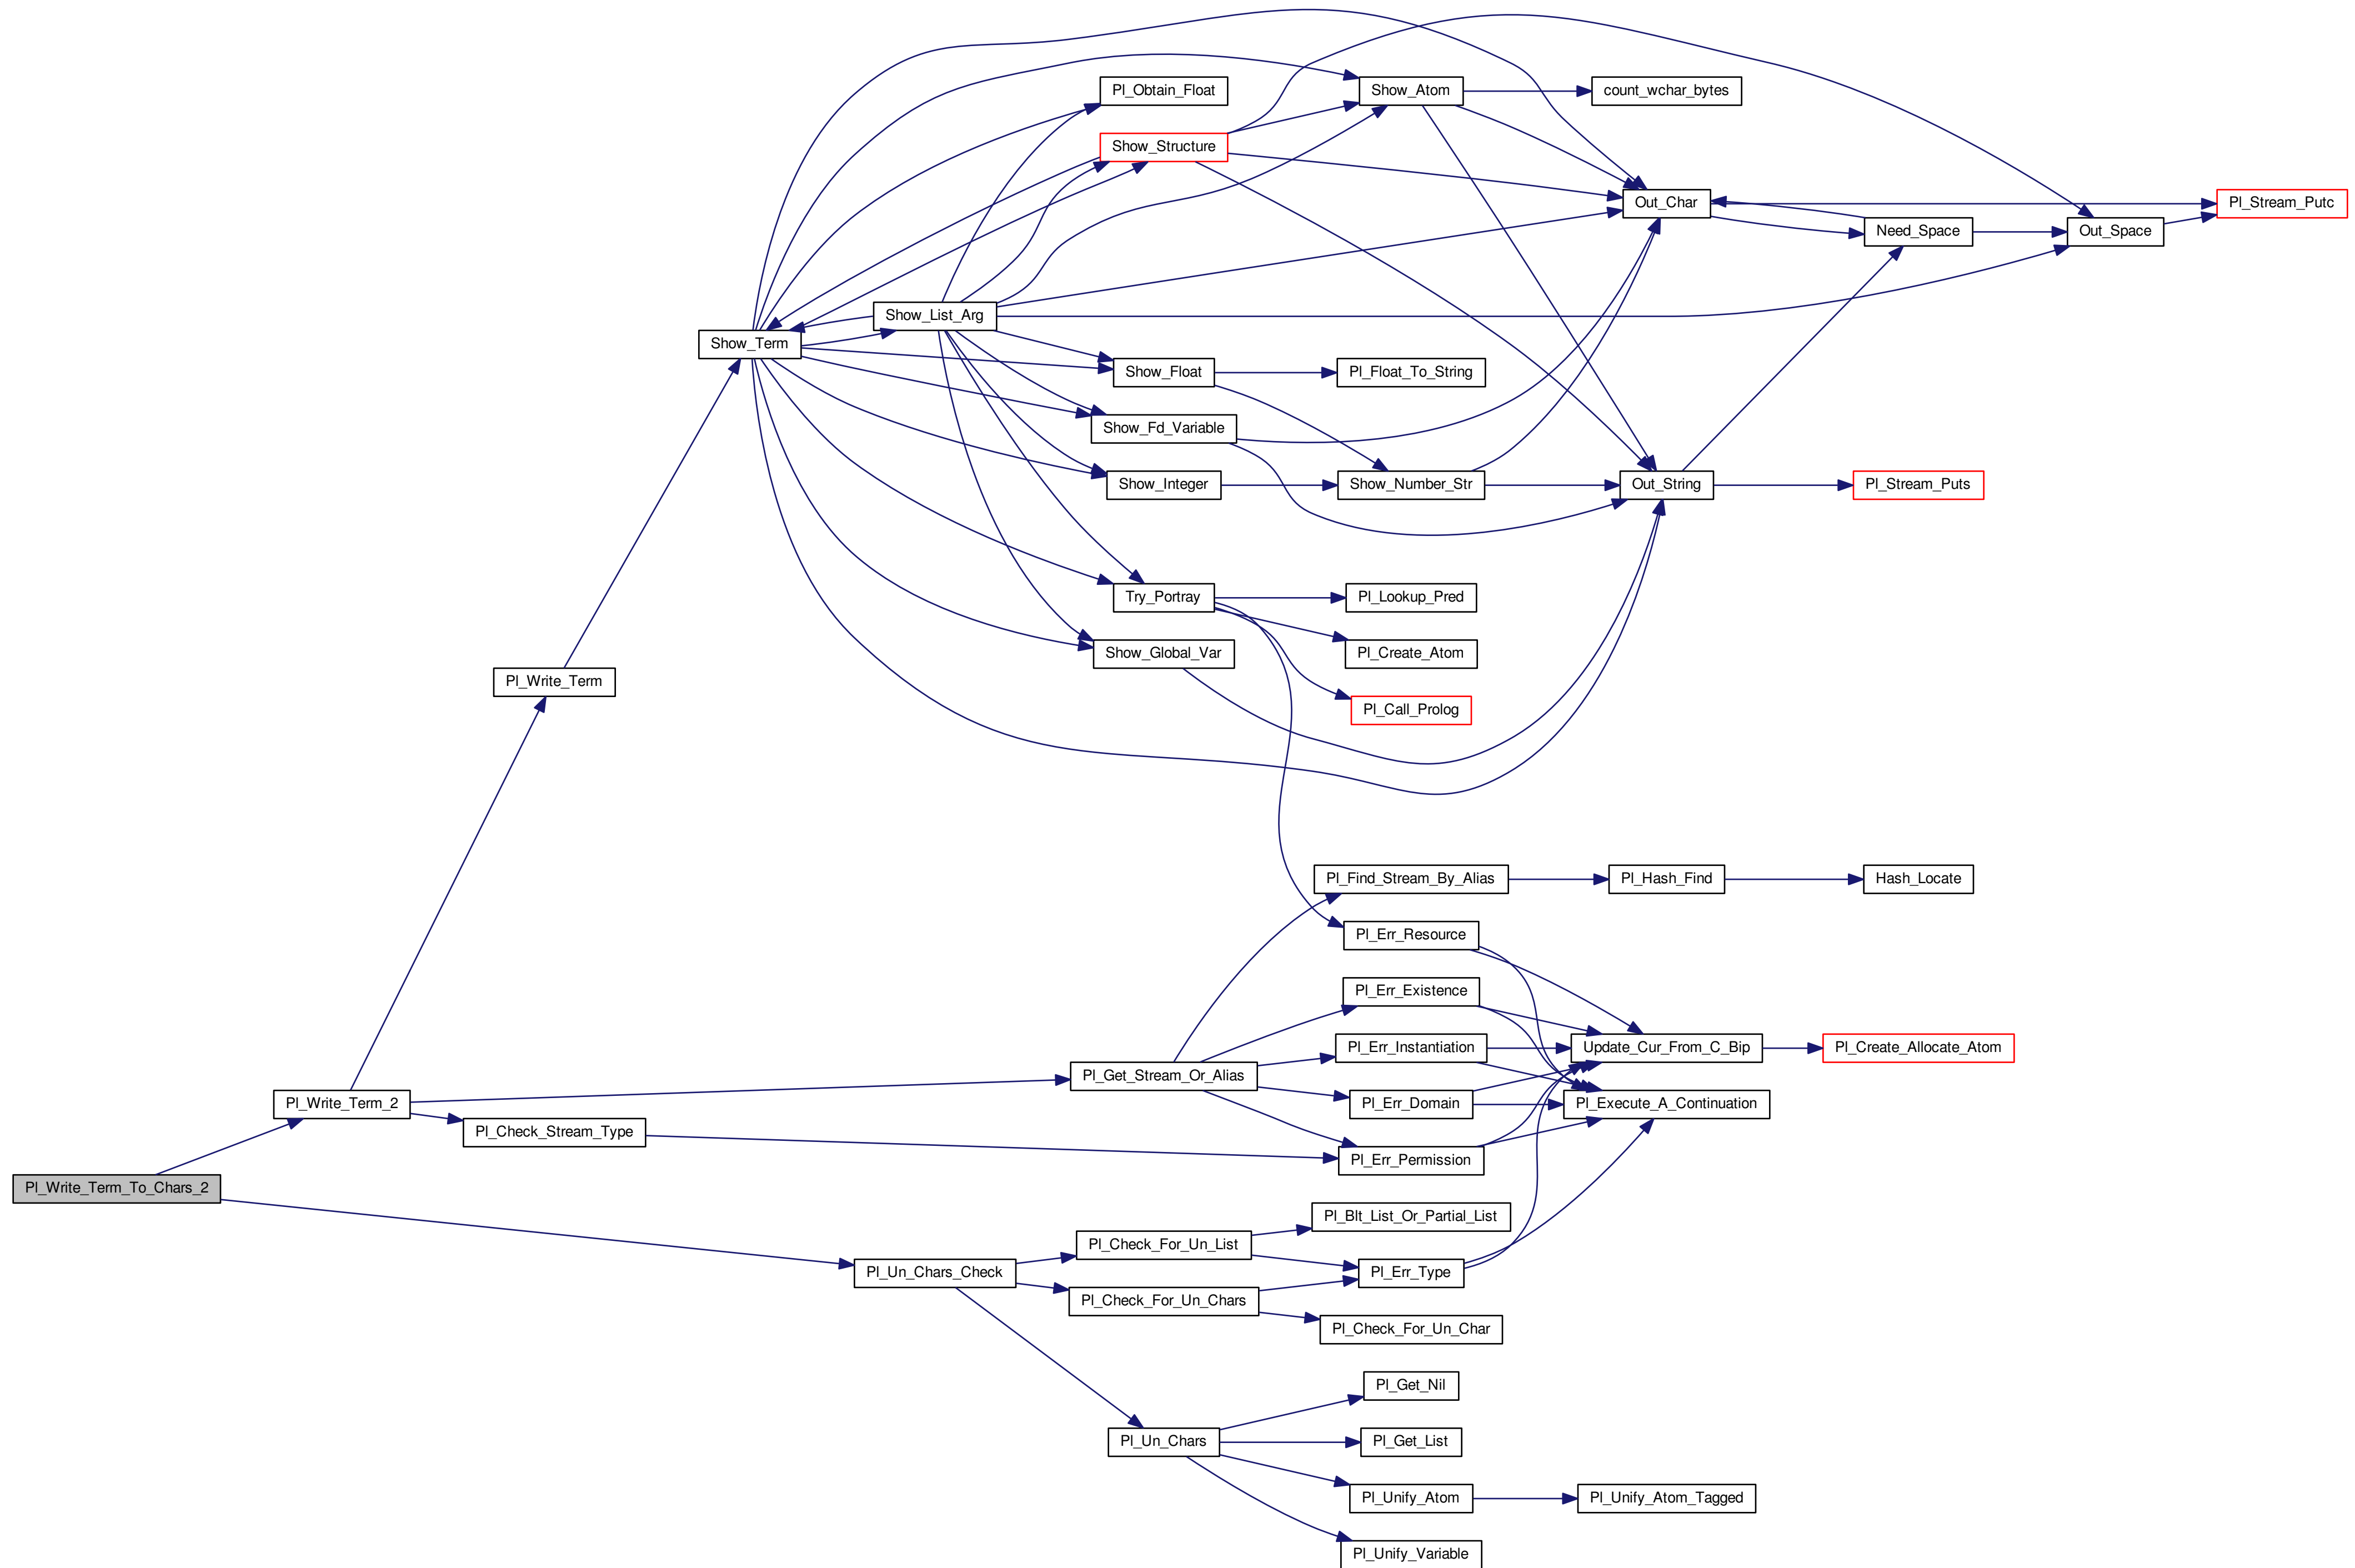 Pl_Obtain_Float
Show_Atom
count_wchar_bytes
Show_Structure
Out_Char
Pl_Stream_Putc
Need_Space
Out_Space
Show_List_Arg
Show_Term
Show_Float
Pl_Float_To_String
Show_Fd_Variable
Show_Integer
Show_Number_Str
Out_String
Pl_Stream_Puts
Try_Portray
Pl_Lookup_Pred
Pl_Create_Atom
Show_Global_Var
Pl_Write_Term
Pl_Call_Prolog
Pl_Find_Stream_By_Alias
Pl_Hash_Find
Hash_Locate
Pl_Err_Resource
Pl_Err_Existence
Pl_Err_Instantiation
Update_Cur_From_C_Bip
Pl_Create_Allocate_Atom
Pl_Get_Stream_Or_Alias
Pl_Write_Term_2
Pl_Err_Domain
Pl_Execute_A_Continuation
Pl_Check_Stream_Type
Pl_Err_Permission
Pl_Write_Term_To_Chars_2
Pl_Blt_List_Or_Partial_List
Pl_Check_For_Un_List
Pl_Un_Chars_Check
Pl_Err_Type
Pl_Check_For_Un_Chars
Pl_Check_For_Un_Char
Pl_Get_Nil
Pl_Un_Chars
Pl_Get_List
Pl_Unify_Atom
Pl_Unify_Atom_Tagged
Pl_Unify_Variable